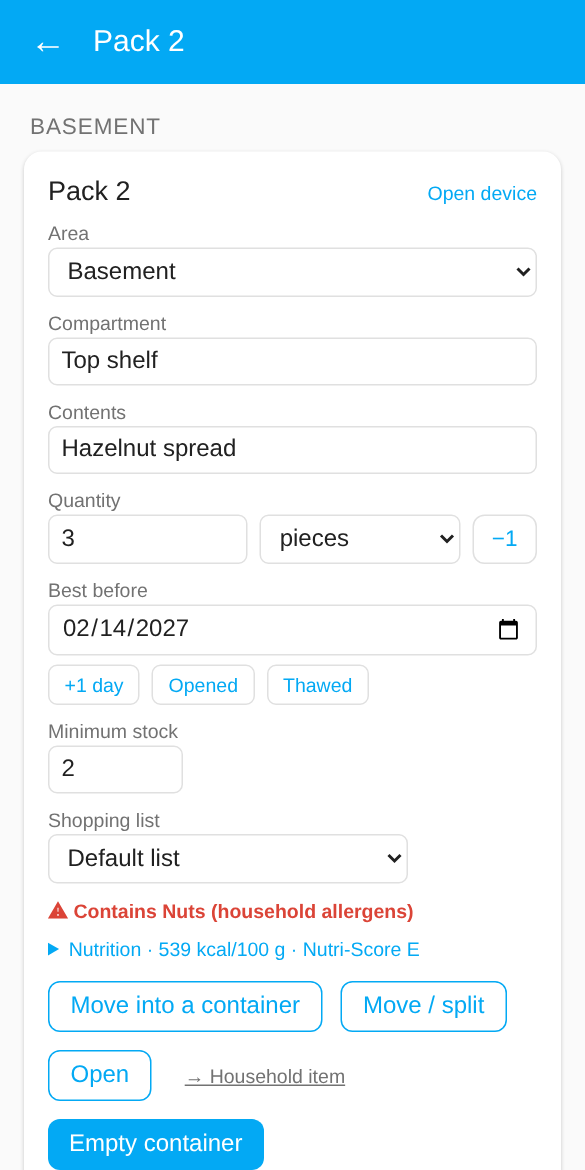 ← Pack 2
BASEMENT
Pack 2 Open device
Area
Basement
Compartment
Top shelf
Contents
Hazelnut spread
Quantity
3 pieces −1
Best before
02/14/2027
+1 day Opened Thawed
Minimum stock
2
Shopping list
Default list
⚠ Contains Nuts (household allergens)
▶ Nutrition · 539 kcal/100 g · Nutri-Score E
Move into a container Move / split
Open → Household item
Empty container